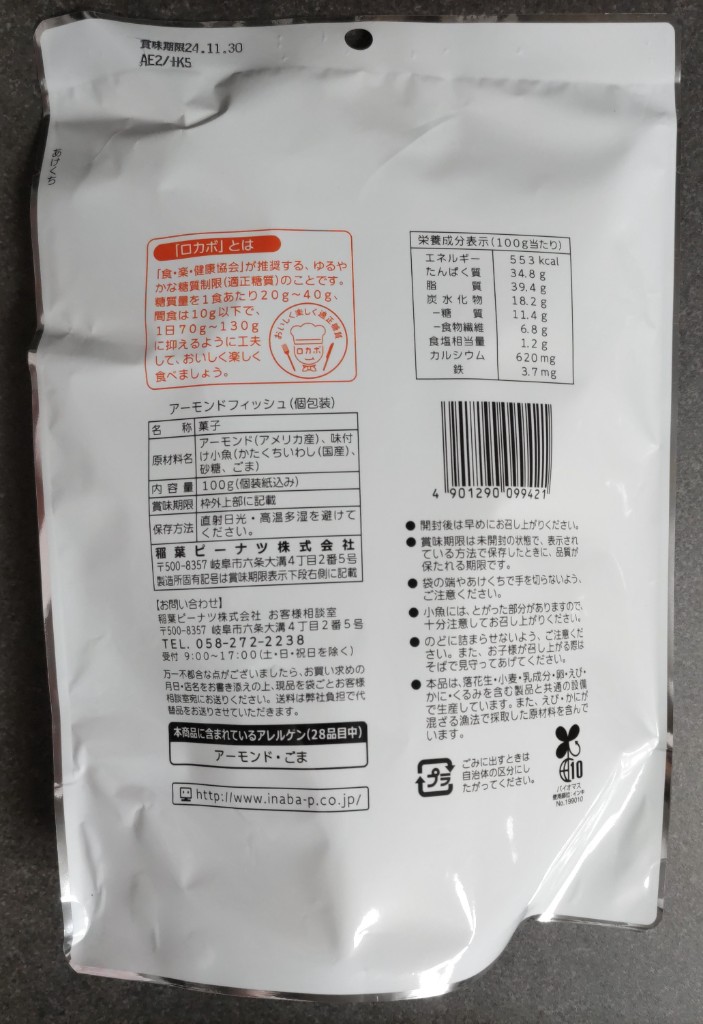 賞味期限24.11.30
AE2/+K5
あけくち
「ロカボ」とは
「食・楽・健康協会」が推奨する、ゆるや
かな糖質制限(適正糖質)のことです。
糖質量を1食あたり20g～40g、
間食は10g以下で、
1日70g～130g
に抑えるように工夫
して、おいしく楽しく
食べましょう。
おいしく楽しく適正糖質
ロカボ
栄養成分表示(100g当たり)
エネルギー 553 kcal
たんぱく質 34.8 g
脂質 39.4 g
炭水化物 18.2 g
－糖質 11.4 g
－食物繊維 6.8 g
食塩相当量 1.2 g
カルシウム 620 mg
鉄 3.7 mg
アーモンドフィッシュ(個包装)
名称 菓子
原材料名 アーモンド(アメリカ産)、味付
け小魚(かたくちいわし(国産)、
砂糖、ごま)
内容量 100g(個装紙込み)
賞味期限 枠外上部に記載
保存方法 直射日光・高温多湿を避けて
ください。
稲葉ピーナツ株式会社
〒500-8357 岐阜市六条大溝4丁目2番5号
製造所固有記号は賞味期限表示下段右側に記載
【お問い合わせ】
稲葉ピーナツ株式会社 お客様相談室
〒500-8357 岐阜市六条大溝4丁目2番5号
TEL. 058-272-2238
受付 9:00～17:00(土・日・祝日を除く)
万一不都合な点がございましたら、お買い求めの
月日・店名をお書き添えの上、現品を袋ごとお客様
相談室宛にお送りください。送料は弊社負担で代
替品をお送りさせていただきます。
本商品に含まれているアレルゲン(28品目中)
アーモンド・ごま
http://www.inaba-p.co.jp/
4 901290 099421
● 開封後は早めにお召し上がりください。
● 賞味期限は未開封の状態で、表示され
ている方法で保存したときに、品質が
保たれる期限です。
● 袋の端やあけくちで手を切らないよう、
ご注意ください。
● 小魚には、とがった部分がありますので、
十分注意してお召し上がりください。
● のどに詰まらせないよう、ご注意くだ
さい。また、お子様が召し上がる際は
そばで見守ってあげてください。
● 本品は、落花生・小麦・乳成分・卵・えび・
かに・くるみを含む製品と共通の設備
で生産しています。また、えび・かにが
混ざる漁法で採取した原材料を含んで
います。
プラ
ごみに出すときは
自治体の区分にし
たがってください。
10
バイオマス
使用部位:インキ
No.199010